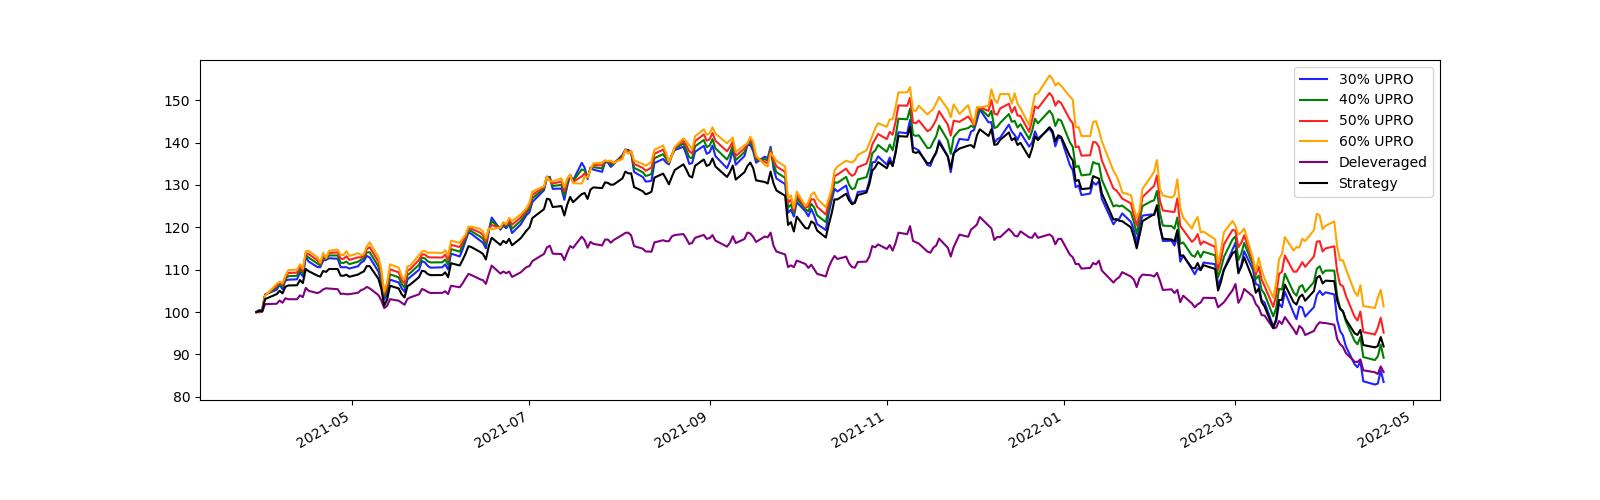 150
140
130
120
110
100
90
80
2021-05
2021-07
2021-09
2021-11
2022-01
2022-03
2022-05
30% UPRO
40% UPRO
50% UPRO
60% UPRO
Deleveraged
Strategy